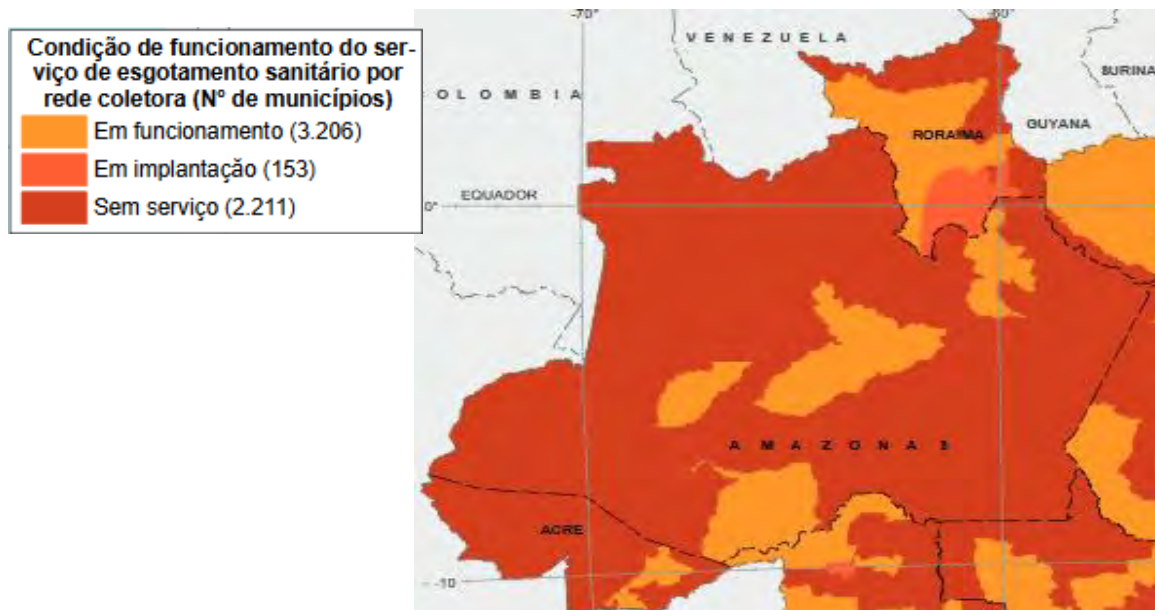 Condição de funcionamento do ser-
viço de esgotamento sanitário por
rede coletora (Nº de municípios)
Em funcionamento (3.206)
Em implantação (153)
Sem serviço (2.211)
-70°
VENEZUELA
OLOMBIA
SURINA
GUYANA
RORAIMA
EQUADOR
0°
AMAZONAS
ACRE
-10